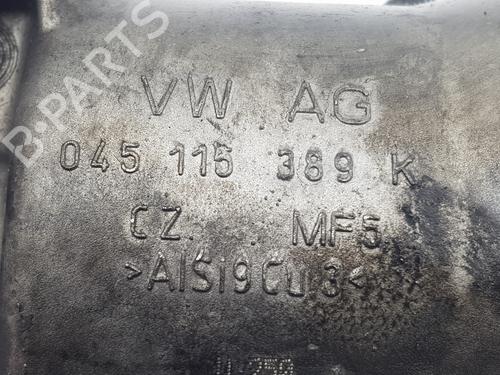 B-PARTS
VW AG
045 115 389 K
CZ. MF5
>AlSi9Cu3<